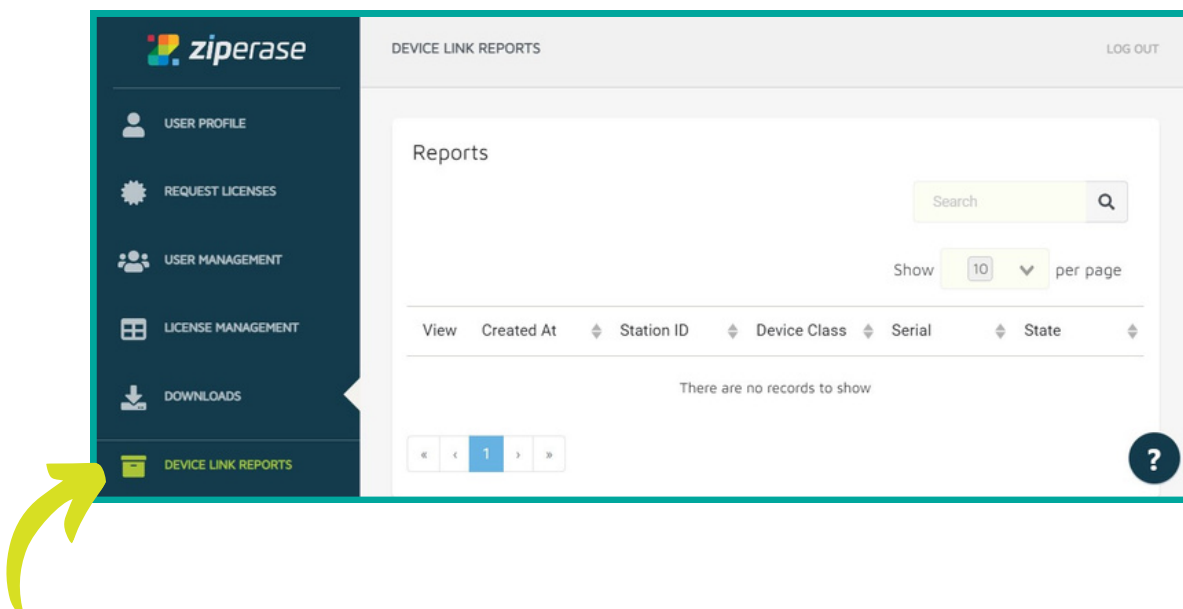 ziperase
USER PROFILE
REQUEST LICENSES
USER MANAGEMENT
LICENSE MANAGEMENT
DOWNLOADS
DEVICE LINK REPORTS
DEVICE LINK REPORTS LOG OUT
Reports
Search
Show 10 per page
View Created At Station ID Device Class Serial State
There are no records to show
« ‹ 1 › »
?